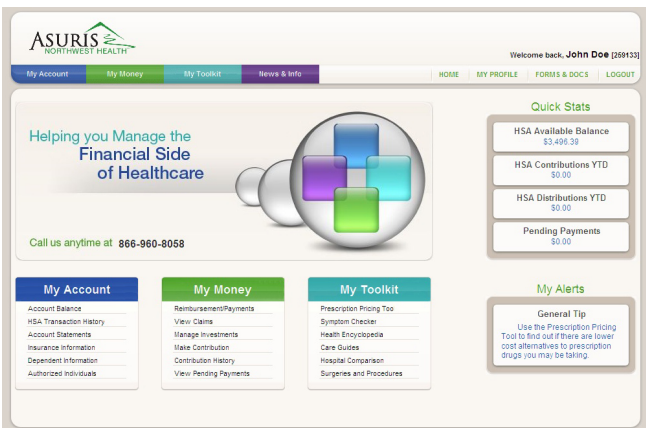 ASURIS
NORTHWEST HEALTH
Welcome back, John Doe [259133]
My Account
My Money
My Toolkit
News & Info
HOME
MY PROFILE
FORMS & DOCS
LOGOUT
Helping you Manage the
Financial Side
of Healthcare
Call us anytime at 866-960-8058
Quick Stats
HSA Available Balance
$3,496.39
HSA Contributions YTD
$0.00
HSA Distributions YTD
$0.00
Pending Payments
$0.00
My Account
Account Balance
HSA Transaction History
Account Statements
Insurance Information
Dependent Information
Authorized Individuals
My Money
Reimbursement/Payments
View Claims
Manage Investments
Make Contribution
Contribution History
View Pending Payments
My Toolkit
Prescription Pricing Too
Symptom Checker
Health Encyclopedia
Care Guides
Hospital Comparison
Surgeries and Procedures
My Alerts
General Tip
Use the Prescription Pricing
Tool to find out if there are lower
cost alternatives to prescription
drugs you may be taking.